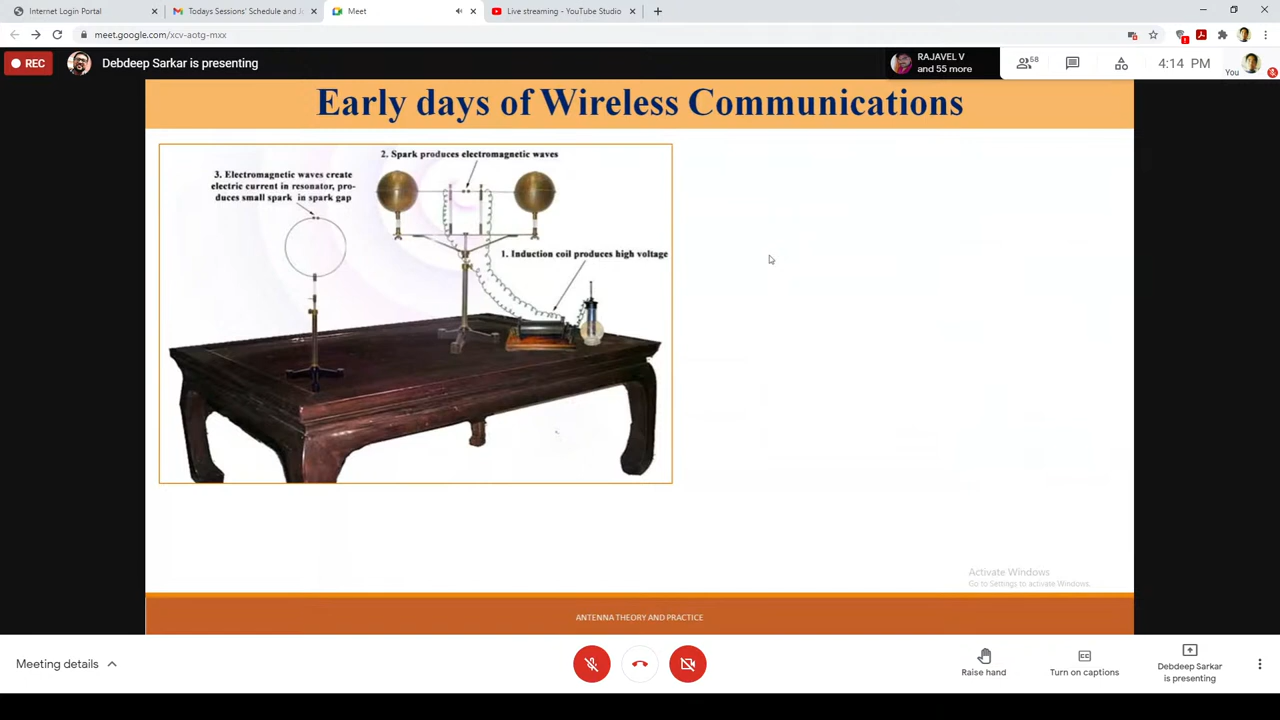 Internet Login Portal
Todays Sessions' Schedule and Jo
Meet
Live streaming - YouTube Studio
meet.google.com/xcv-aotg-mxx
REC
Debdeep Sarkar is presenting
RAJAVEL V
and 55 more
58
You
4:14 PM
Early days of Wireless Communications
2. Spark produces electromagnetic waves
3. Electromagnetic waves create
electric current in resonator, pro-
duces small spark in spark gap
1. Induction coil produces high voltage
Activate Windows
Go to Settings to activate Windows.
ANTENNA THEORY AND PRACTICE
Meeting details
Raise hand
Turn on captions
Debdeep Sarkar
is presenting